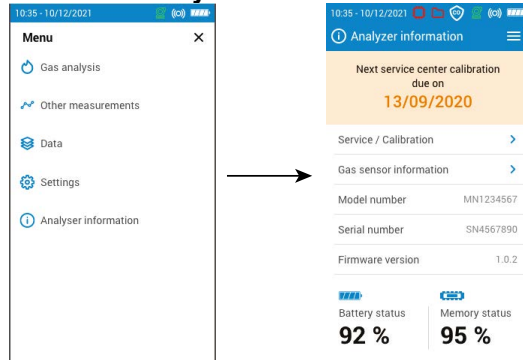 10:35 - 10/12/2021
Menu
Gas analysis
Other measurements
Data
Settings
Analyser information
10:35 - 10/12/2021
CO
Analyzer information
Next service center calibration
due on
13/09/2020
Service / Calibration
Gas sensor information
Model number MN1234567
Serial number SN4567890
Firmware version 1.0.2
Battery status Memory status
92 % 95 %